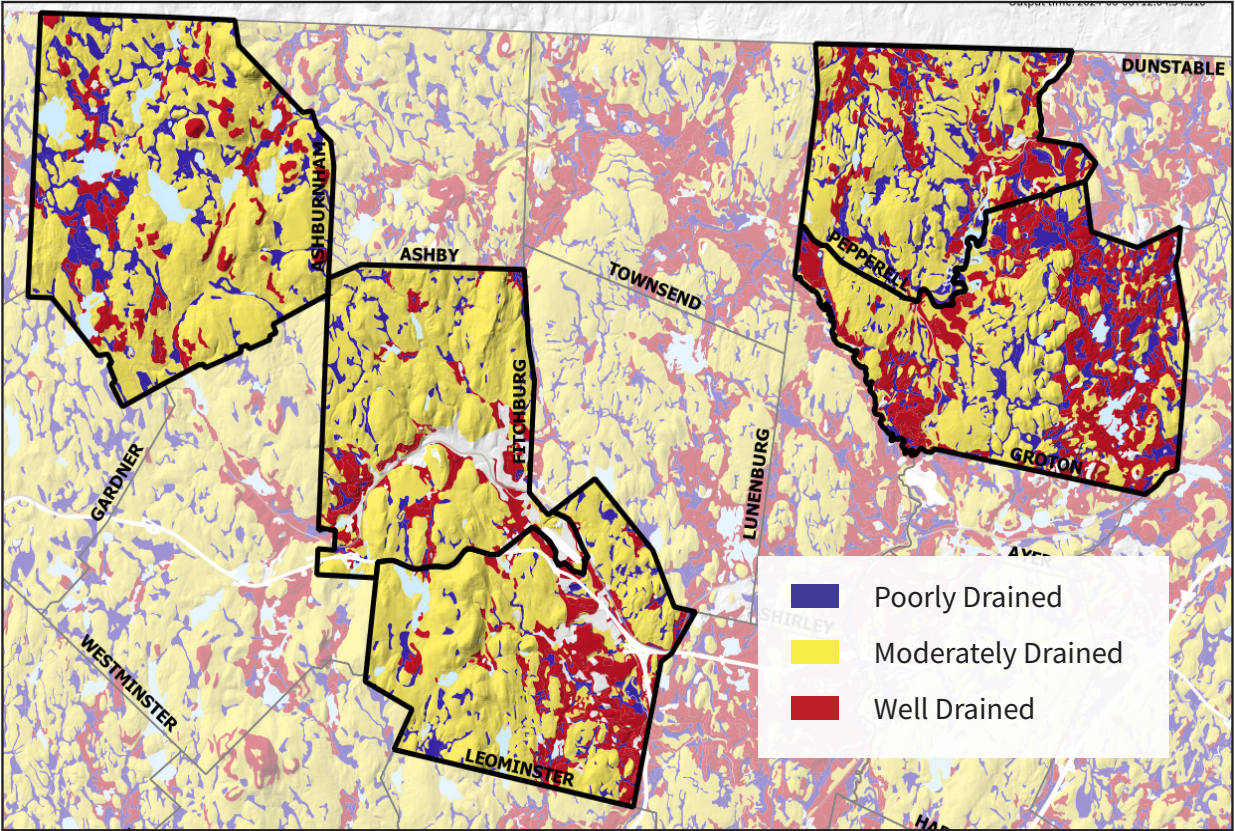 DUNSTABLE
ASHBURNHAM
ASHBY
TOWNSEND
PEPPERELL
FITCHBURG
GARDNER
LUNENBURG
GROTON
AYER
SHIRLEY
WESTMINSTER
LEOMINSTER
Poorly Drained
Moderately Drained
Well Drained